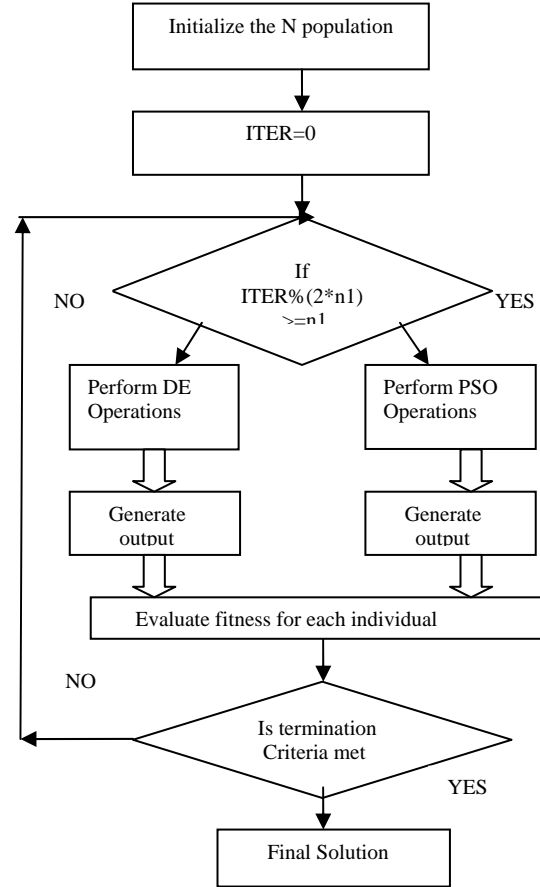 Initialize the N population
ITER=0
If
ITER%(2*n1)
>=n1
NO
YES
Perform DE
Operations
Perform PSO
Operations
Generate
output
Generate
output
Evaluate fitness for each individual
NO
Is termination
Criteria met
YES
Final Solution